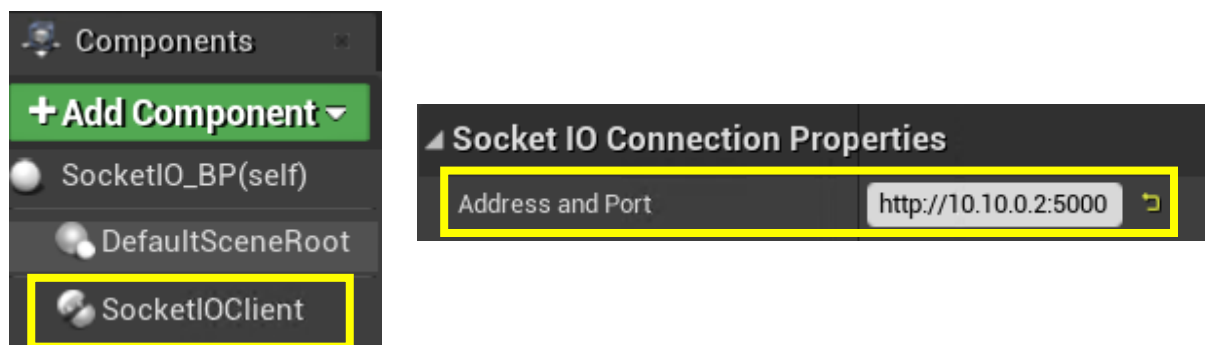 Components
+ Add Component
SocketIO_BP(self)
DefaultSceneRoot
SocketIOClient
Socket IO Connection Properties
Address and Port http://10.10.0.2:5000